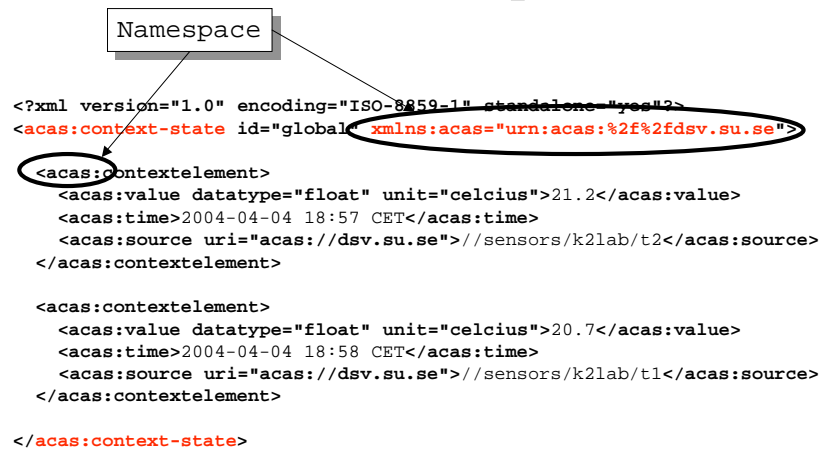 Namespace
<?xml version="1.0" encoding="ISO-8859-1" standalone="yes"?>
<acas:context-state id="global" xmlns:acas="urn:acas:%2f%2fdsv.su.se">
<acas:contextelement>
<acas:value datatype="float" unit="celcius">21.2</acas:value>
<acas:time>2004-04-04 18:57 CET</acas:time>
<acas:source uri="acas://dsv.su.se">//sensors/k2lab/t2</acas:source>
</acas:contextelement>
<acas:contextelement>
<acas:value datatype="float" unit="celcius">20.7</acas:value>
<acas:time>2004-04-04 18:58 CET</acas:time>
<acas:source uri="acas://dsv.su.se">//sensors/k2lab/t1</acas:source>
</acas:contextelement>
</acas:context-state>